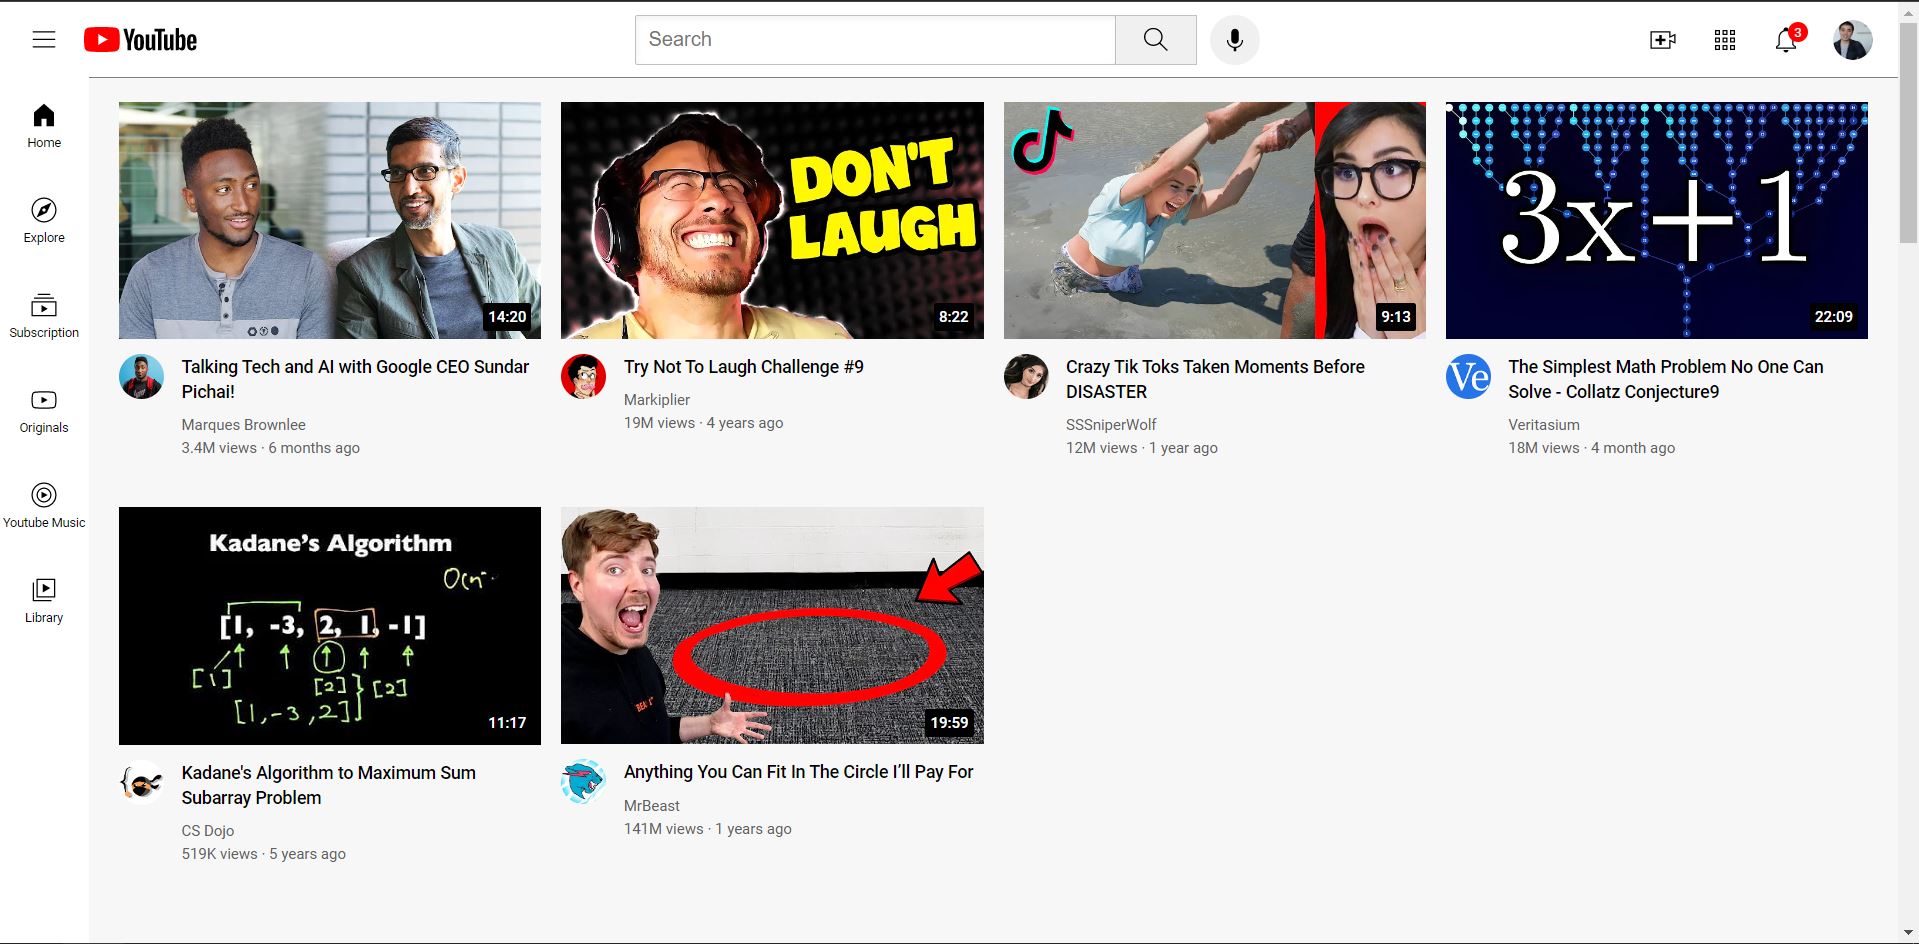 YouTube
Search
3
Home
Explore
Subscription
Originals
Youtube Music
Library
DON'T
LAUGH
3x+1
14:20
8:22
9:13
22:09
Talking Tech and AI with Google CEO Sundar
Pichai!
Marques Brownlee
3.4M views · 6 months ago
Try Not To Laugh Challenge #9
Markiplier
19M views · 4 years ago
Crazy Tik Toks Taken Moments Before
DISASTER
SSSniperWolf
12M views · 1 year ago
Ve
The Simplest Math Problem No One Can
Solve - Collatz Conjecture9
Veritasium
18M views · 4 month ago
Kadane's Algorithm
[1, -3, 2, 1, -1]
[1]
[2]
[2]
[1,-3,2]
11:17
19:59
Kadane's Algorithm to Maximum Sum
Subarray Problem
CS Dojo
519K views · 5 years ago
Anything You Can Fit In The Circle I’ll Pay For
MrBeast
141M views · 1 years ago